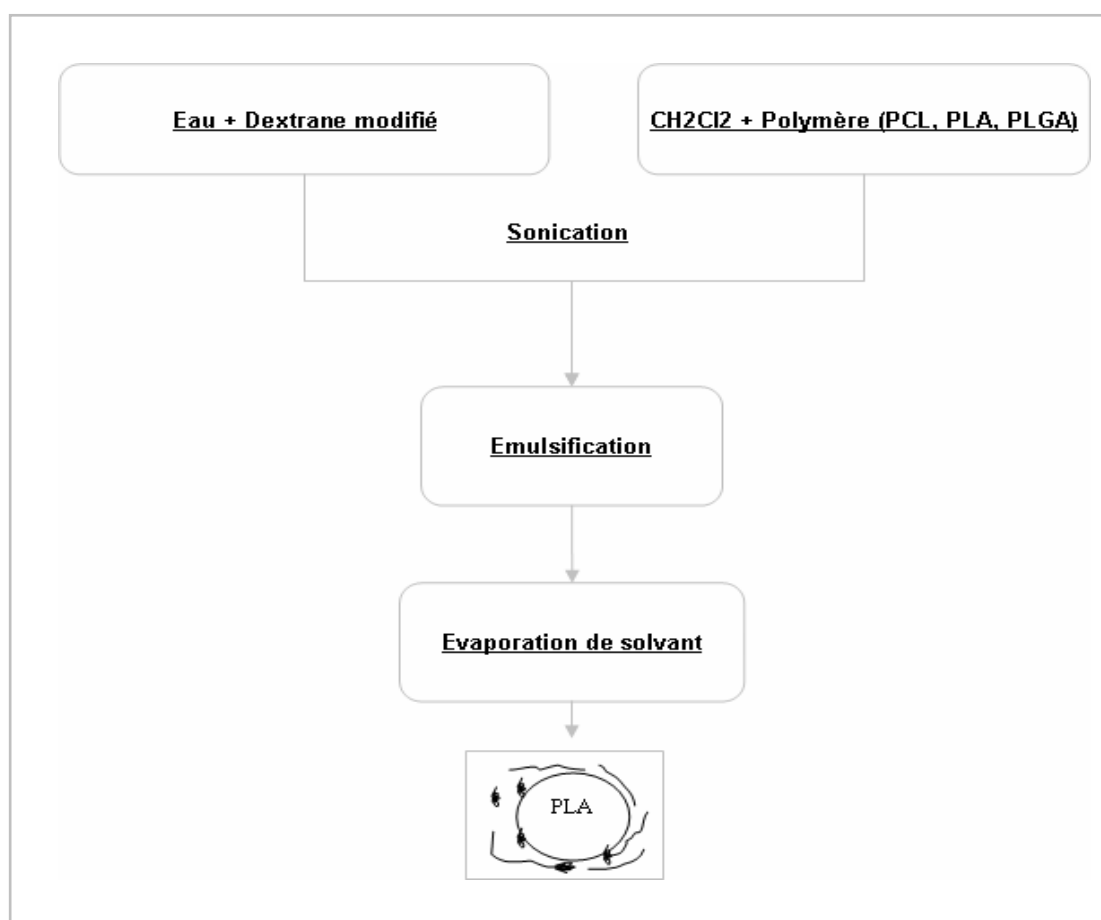 Eau + Dextrane modifié
CH2Cl2 + Polymère (PCL, PLA, PLGA)
Sonication
Emulsification
Evaporation de solvant
PLA